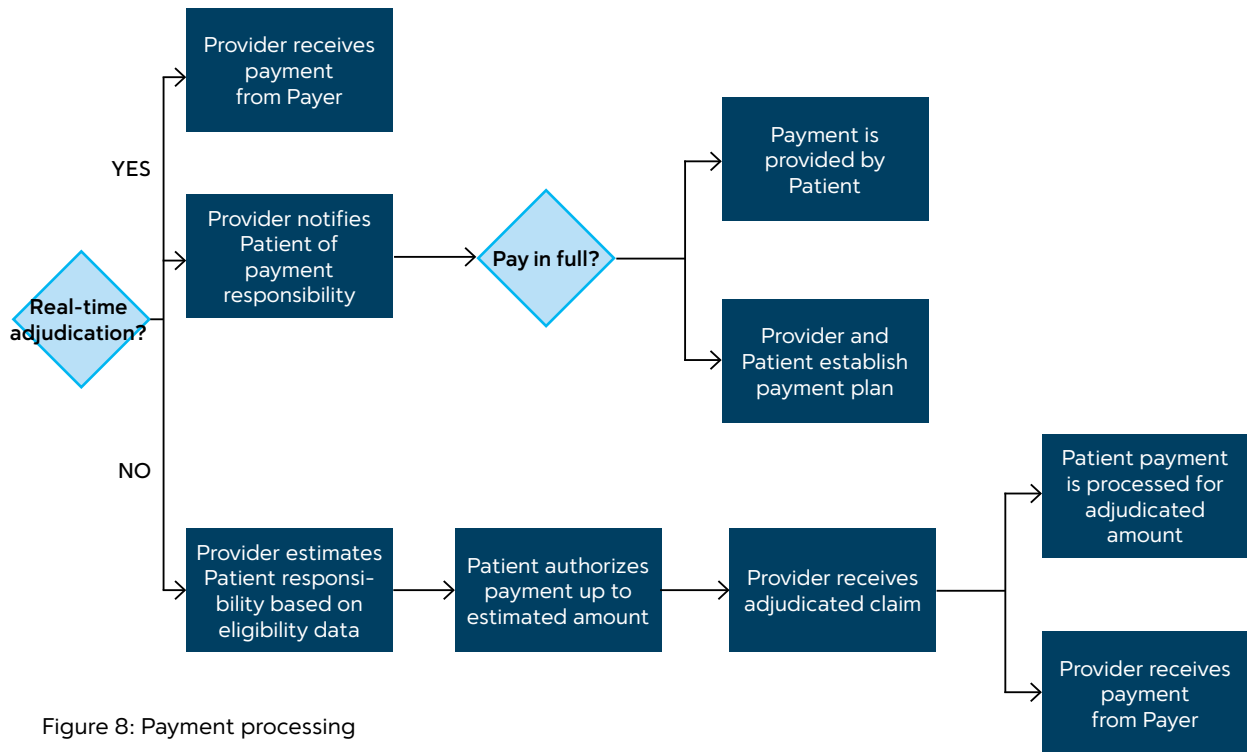 Provider receives
payment
from Payer
YES
Provider notifies
Patient of
payment
responsibility
Pay in full?
Payment is
provided by
Patient
Provider and
Patient establish
payment plan
Real-time
adjudication?
NO
Provider estimates
Patient responsi-
bility based on
eligibility data
Patient authorizes
payment up to
estimated amount
Provider receives
adjudicated claim
Patient payment
is processed for
adjudicated
amount
Provider receives
payment
from Payer
Figure 8: Payment processing